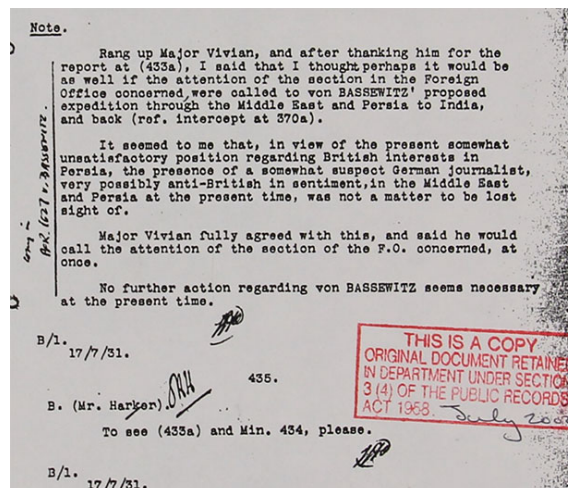 Note.
Rang up Major Vivian, and after thanking him for the
report at (433a), I said that I thought perhaps it would be
as well if the attention of the section in the Foreign
Office concerned, were called to von BASSEWITZ' proposed
expedition through the Middle East and Persia to India,
and back (ref. intercept at 370a).
It seemed to me that, in view of the present somewhat
unsatisfactory position regarding British interests in
Persia, the presence of a somewhat suspect German journalist,
very possibly anti-British in sentiment, in the Middle East
and Persia at the present time, was not a matter to be lost
sight of.
Major Vivian fully agreed with this, and said he would
call the attention of the section of the F.O. concerned, at
once.
No further action regarding von BASSEWITZ seems necessary
at the present time.
Copy in
v. BASSEWITZ.
B/1.
17/7/31.
435.
B. (Mr. Harker).
To see (433a) and Min. 434, please.
B/1.
17/7/31.
THIS IS A COPY
ORIGINAL DOCUMENT RETAINE
IN DEPARTMENT UNDER SECTIO
3 (4) OF THE PUBLIC RECORDS
ACT 1958. July